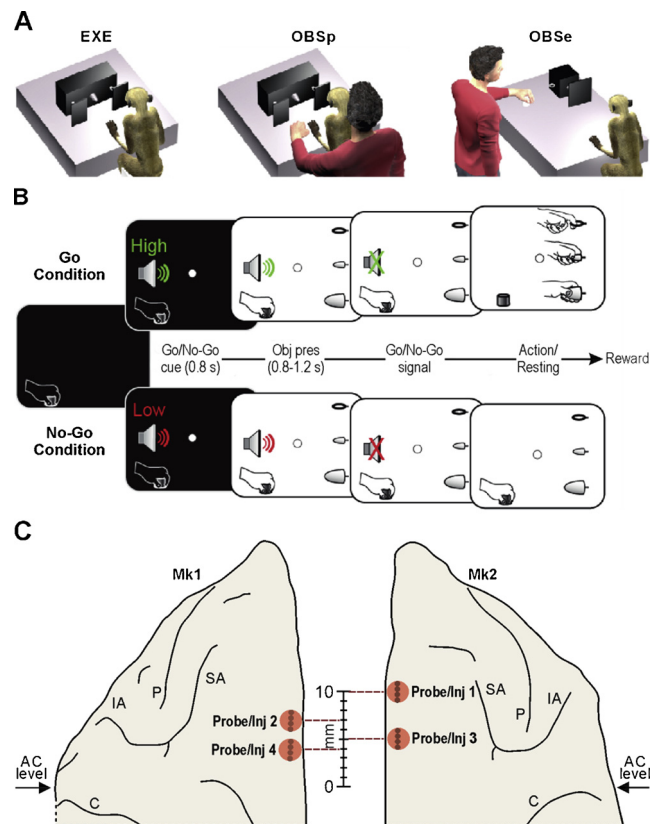 A
EXE
OBSp
OBSe
B
Go
Condition
High
Go/No-Go
cue (0.8 s)
Obj pres
(0.8-1.2 s)
Go/No-Go
signal
Action/
Resting
Reward
No-Go
Condition
Low
C
Mk1
Mk2
IA
P
SA
SA
P
IA
10
Probe/Inj 1
Probe/Inj 2
mm
Probe/Inj 3
Probe/Inj 4
AC
level
0
AC
level
C
C